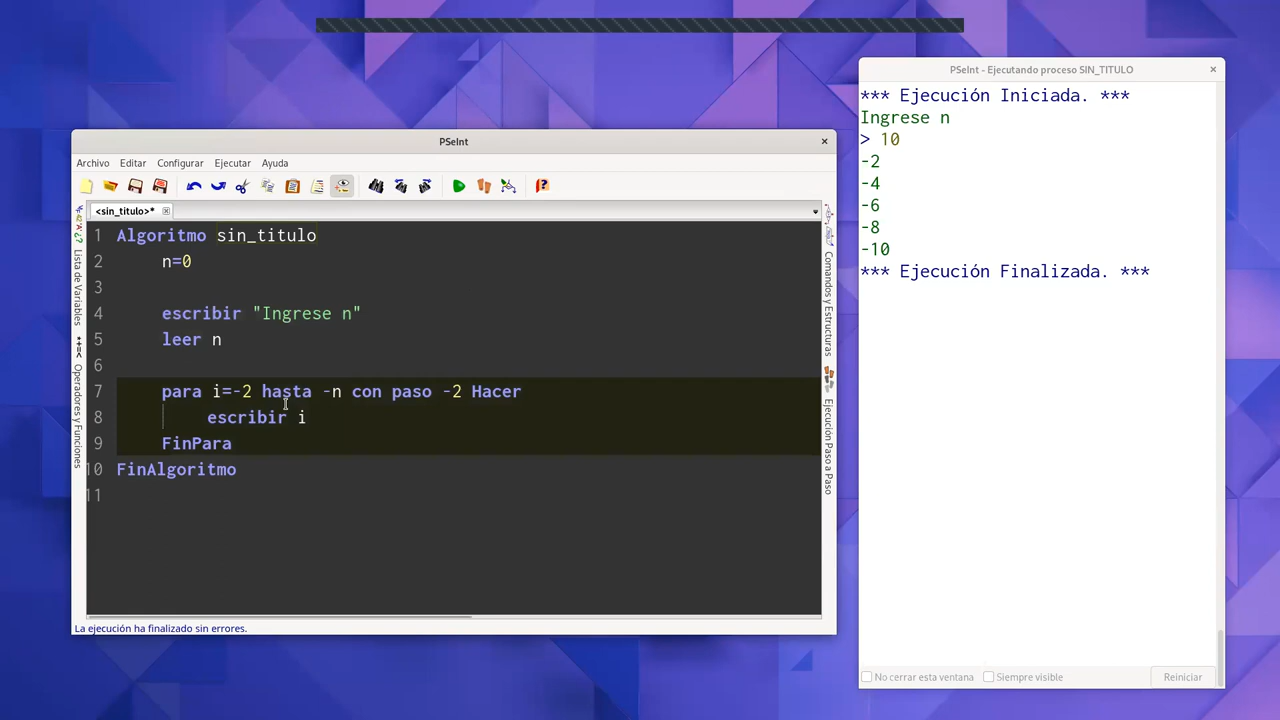 PSeInt
Archivo Editar Configurar Ejecutar Ayuda
<sin_titulo>*
1 Algoritmo sin_titulo
2 n=0
3
4 escribir "Ingrese n"
5 leer n
6
7 para i=-2 hasta -n con paso -2 Hacer
8 escribir i
9 FinPara
10 FinAlgoritmo
11
La ejecución ha finalizado sin errores.
Lista de Variables
Operadores y Funciones
Comandos y Estructuras
Ejecución Paso a Paso
PSeInt - Ejecutando proceso SIN_TITULO
*** Ejecución Iniciada. ***
Ingrese n
> 10
-2
-4
-6
-8
-10
*** Ejecución Finalizada. ***
No cerrar esta ventana Siempre visible Reiniciar